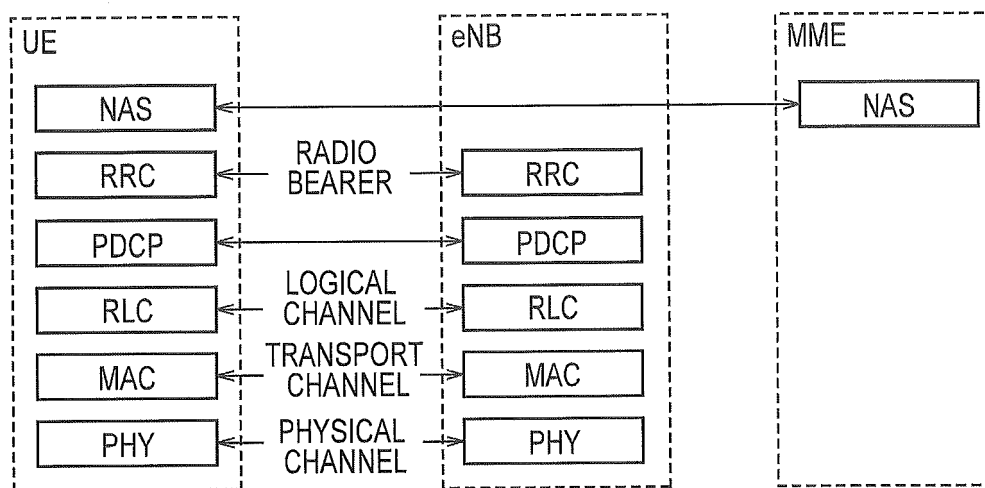 UE
eNB
MME
NAS
NAS
RRC
RADIO
BEARER
RRC
PDCP
PDCP
RLC
LOGICAL
CHANNEL
RLC
MAC
TRANSPORT
CHANNEL
MAC
PHY
PHYSICAL
CHANNEL
PHY